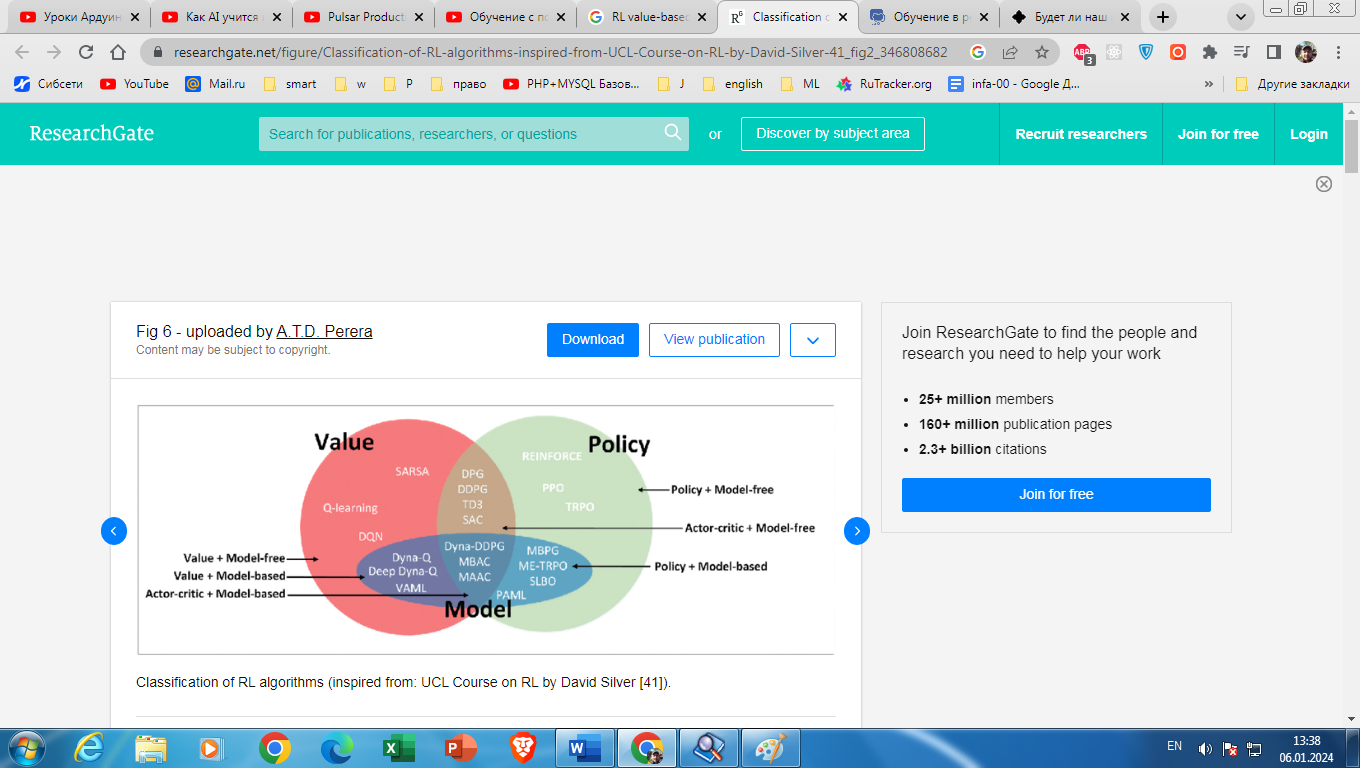 Уроки Ардуин
Как AI учится
Pulsar Product
Обучение с по
RL value-based
Classification o
Обучение в р
Будет ли наш
researchgate.net/figure/Classification-of-RL-algorithms-inspired-from-UCL-Course-on-RL-by-David-Silver-41_fig2_346808682
ABP
3
Сибсети
YouTube
Mail.ru
smart
w
P
право
PHP+MYSQL Базов...
J
english
ML
RuTracker.org
infa-00 - Google Д...
»
Другие закладки
ResearchGate
Search for publications, researchers, or questions
or
Discover by subject area
Recruit researchers
Join for free
Login
Fig 6 - uploaded by A.T.D. Perera
Content may be subject to copyright.
Download
View publication
Value
Policy
SARSA
Q-learning
DQN
DPG
DDPG
TD3
SAC
REINFORCE
PPO
TRPO
Policy + Model-free
Actor-critic + Model-free
Value + Model-free
Value + Model-based
Actor-critic + Model-based
Dyna-Q
Deep Dyna-Q
VAML
Dyna-DDPG
MBAC
MAAC
MBPG
ME-TRPO
SLBO
PAML
Policy + Model-based
Model
Classification of RL algorithms (inspired from: UCL Course on RL by David Silver [41]).
Join ResearchGate to find the people and
research you need to help your work
• 25+ million members
• 160+ million publication pages
• 2.3+ billion citations
Join for free
EN
13:38
06.01.2024